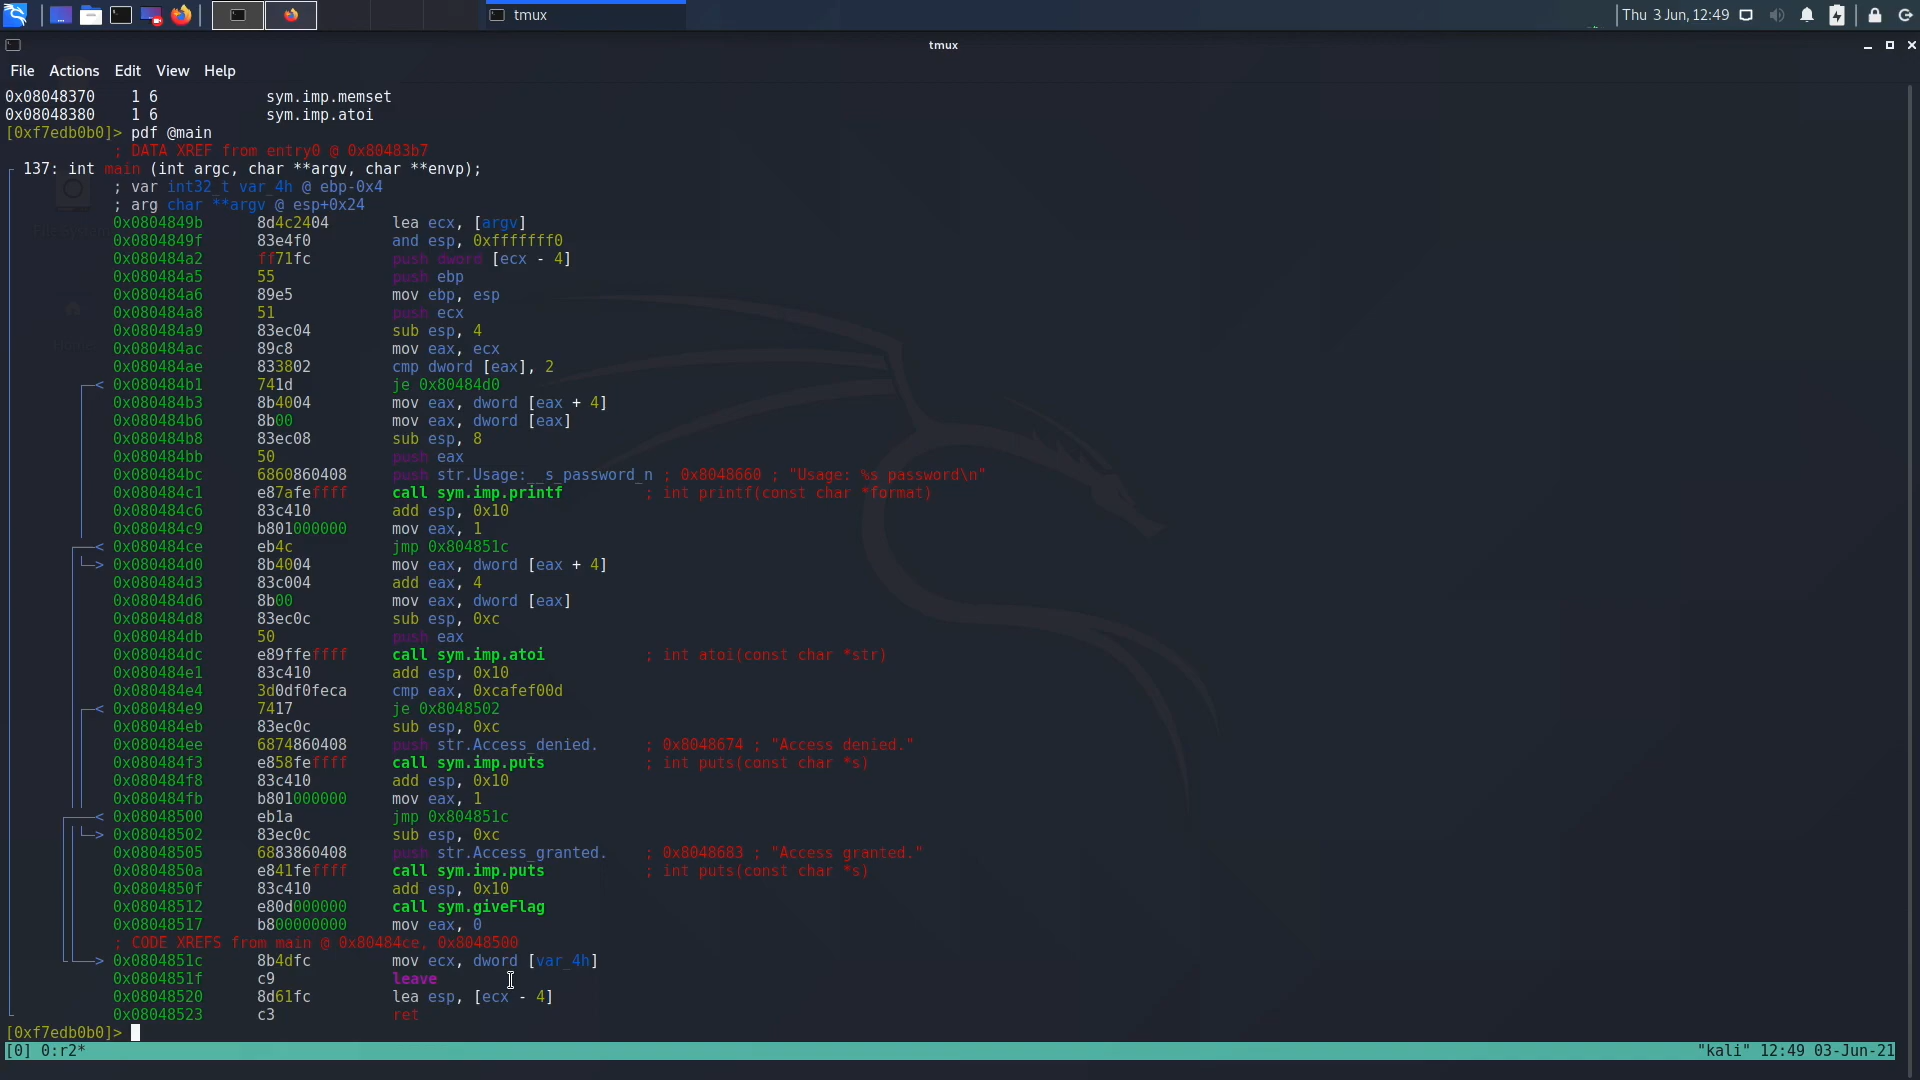 tmux
Thu 3 Jun, 12:49
tmux
File Actions Edit View Help
0x08048370 1 6 sym.imp.memset
0x08048380 1 6 sym.imp.atoi
[0xf7edb0b0]> pdf @main
; DATA XREF from entry0 @ 0x80483b7
137: int main (int argc, char **argv, char **envp);
; var int32_t var_4h @ ebp-0x4
; arg char **argv @ esp+0x24
0x0804849b 8d4c2404 lea ecx, [argv]
0x0804849f 83e4f0 and esp, 0xfffffff0
0x080484a2 ff71fc push dword [ecx - 4]
0x080484a5 55 push ebp
0x080484a6 89e5 mov ebp, esp
0x080484a8 51 push ecx
0x080484a9 83ec04 sub esp, 4
0x080484ac 89c8 mov eax, ecx
0x080484ae 833802 cmp dword [eax], 2
0x080484b1 741d je 0x80484d0
0x080484b3 8b4004 mov eax, dword [eax + 4]
0x080484b6 8b00 mov eax, dword [eax]
0x080484b8 83ec08 sub esp, 8
0x080484bb 50 push eax
0x080484bc 6860860408 push str.Usage:__s_password_n ; 0x8048660 ; "Usage: %s password\n"
0x080484c1 e87afeffff call sym.imp.printf ; int printf(const char *format)
0x080484c6 83c410 add esp, 0x10
0x080484c9 b801000000 mov eax, 1
0x080484ce eb4c jmp 0x804851c
0x080484d0 8b4004 mov eax, dword [eax + 4]
0x080484d3 83c004 add eax, 4
0x080484d6 8b00 mov eax, dword [eax]
0x080484d8 83ec0c sub esp, 0xc
0x080484db 50 push eax
0x080484dc e89ffeffff call sym.imp.atoi ; int atoi(const char *str)
0x080484e1 83c410 add esp, 0x10
0x080484e4 3d0df0feca cmp eax, 0xcafef00d
0x080484e9 7417 je 0x8048502
0x080484eb 83ec0c sub esp, 0xc
0x080484ee 6874860408 push str.Access_denied. ; 0x8048674 ; "Access denied."
0x080484f3 e858feffff call sym.imp.puts ; int puts(const char *s)
0x080484f8 83c410 add esp, 0x10
0x080484fb b801000000 mov eax, 1
0x08048500 eb1a jmp 0x804851c
0x08048502 83ec0c sub esp, 0xc
0x08048505 6883860408 push str.Access_granted. ; 0x8048683 ; "Access granted."
0x0804850a e841feffff call sym.imp.puts ; int puts(const char *s)
0x0804850f 83c410 add esp, 0x10
0x08048512 e80d000000 call sym.giveFlag
0x08048517 b800000000 mov eax, 0
; CODE XREFS from main @ 0x80484ce, 0x8048500
0x0804851c 8b4dfc mov ecx, dword [var_4h]
0x0804851f c9 leave
0x08048520 8d61fc lea esp, [ecx - 4]
0x08048523 c3 ret
[0xf7edb0b0]>
[0] 0:r2* "kali" 12:49 03-Jun-21